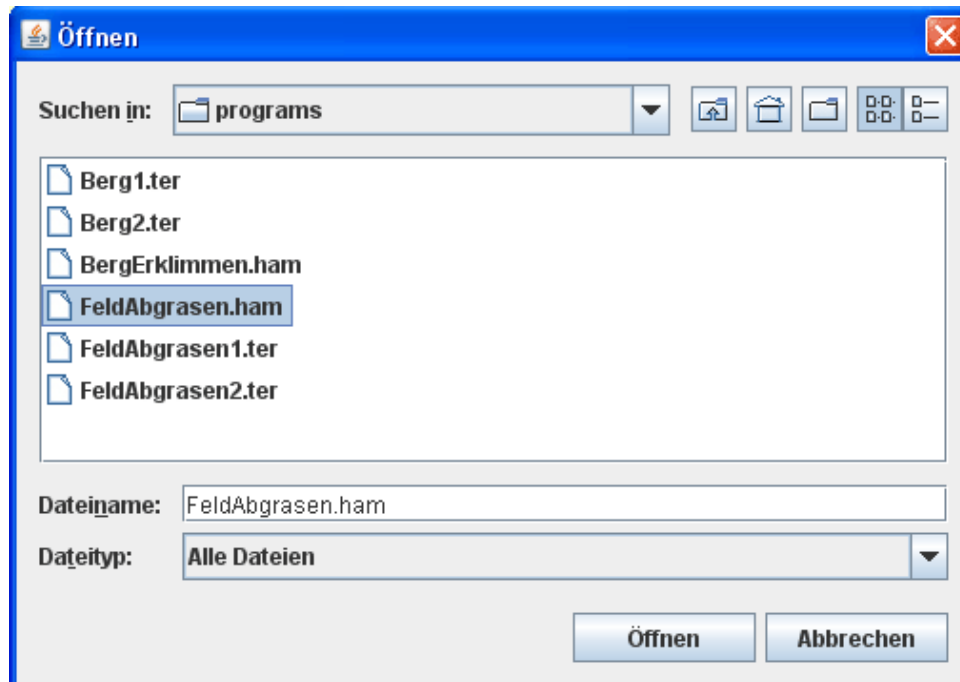 Öffnen
Suchen in: programs
Berg1.ter
Berg2.ter
BergErklimmen.ham
FeldAbgrasen.ham
FeldAbgrasen1.ter
FeldAbgrasen2.ter
Dateiname: FeldAbgrasen.ham
Dateityp: Alle Dateien
Öffnen Abbrechen